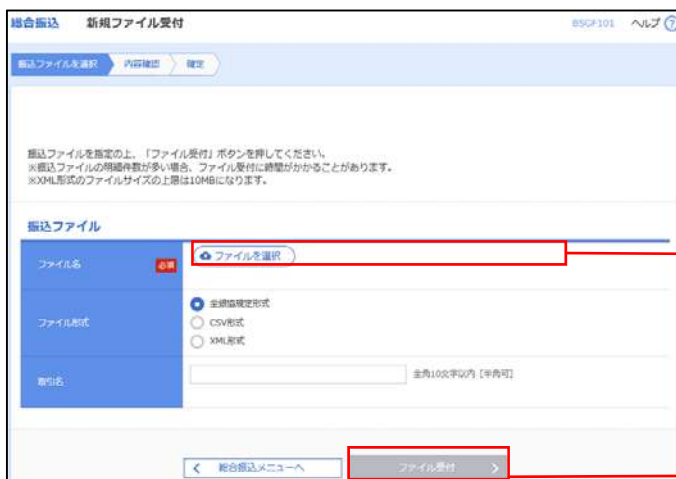 総合振込 新規ファイル受付 BSGF101 ヘルプ ?
振込ファイルを選択 内容確認 確定
振込ファイルを指定の上、「ファイル受付」ボタンを押してください。
※振込ファイルの明細件数が多い場合、ファイル受付に時間がかかることがあります。
※XML形式のファイルサイズの上限は10MBになります。
振込ファイル
ファイル名 必須 ファイルを選択
ファイル形式
全銀協規定形式
CSV形式
XML形式
取引名 全角10文字以内 [半角可]
総合振込メニューへ ファイル受付